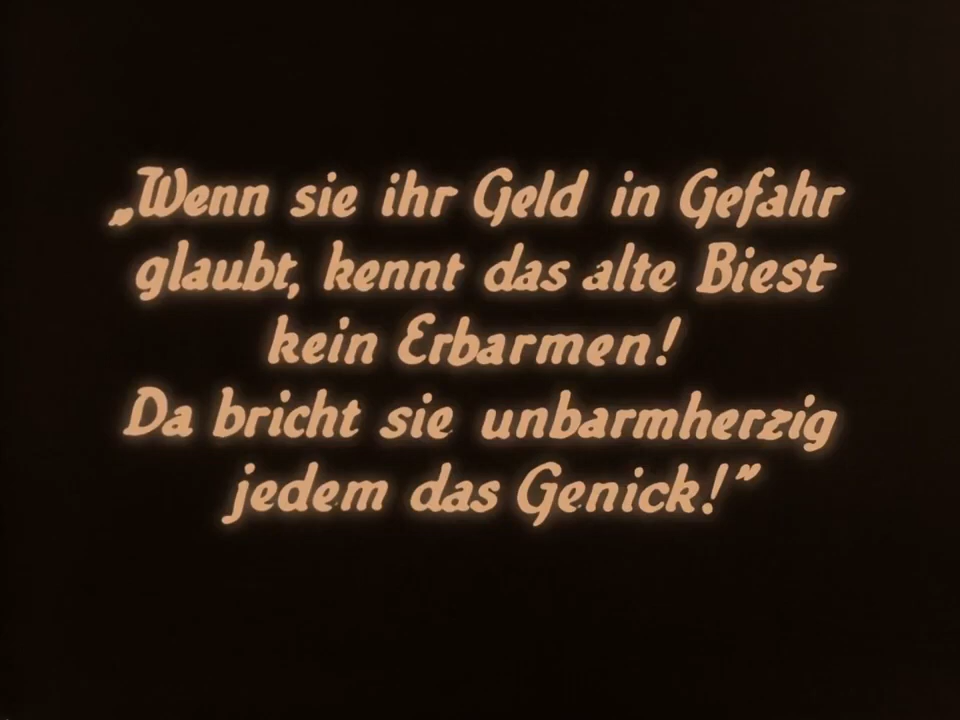 „Wenn sie ihr Geld in Gefahr
glaubt, kennt das alte Biest
kein Erbarmen!
Da bricht sie unbarmherzig
jedem das Genick!”